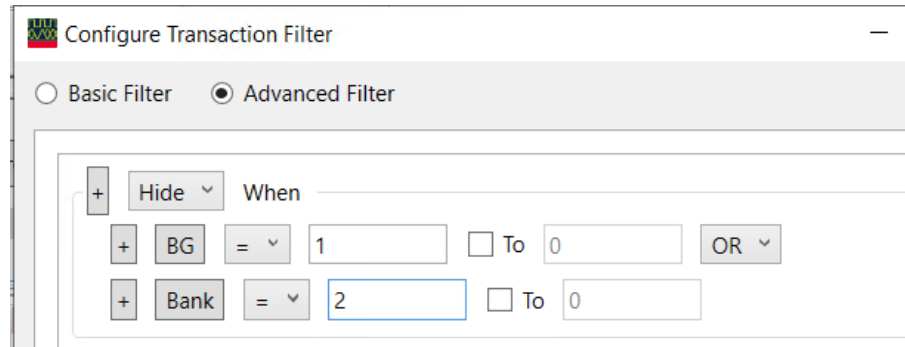 Configure Transaction Filter
Basic Filter Advanced Filter
+ Hide When
+ BG = 1 To 0 OR
+ Bank = 2 To 0